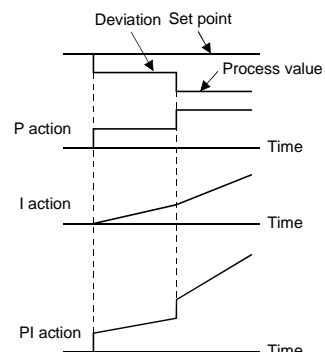 Deviation Set point
Process value
P action
Time
I action
Time
PI action
Time